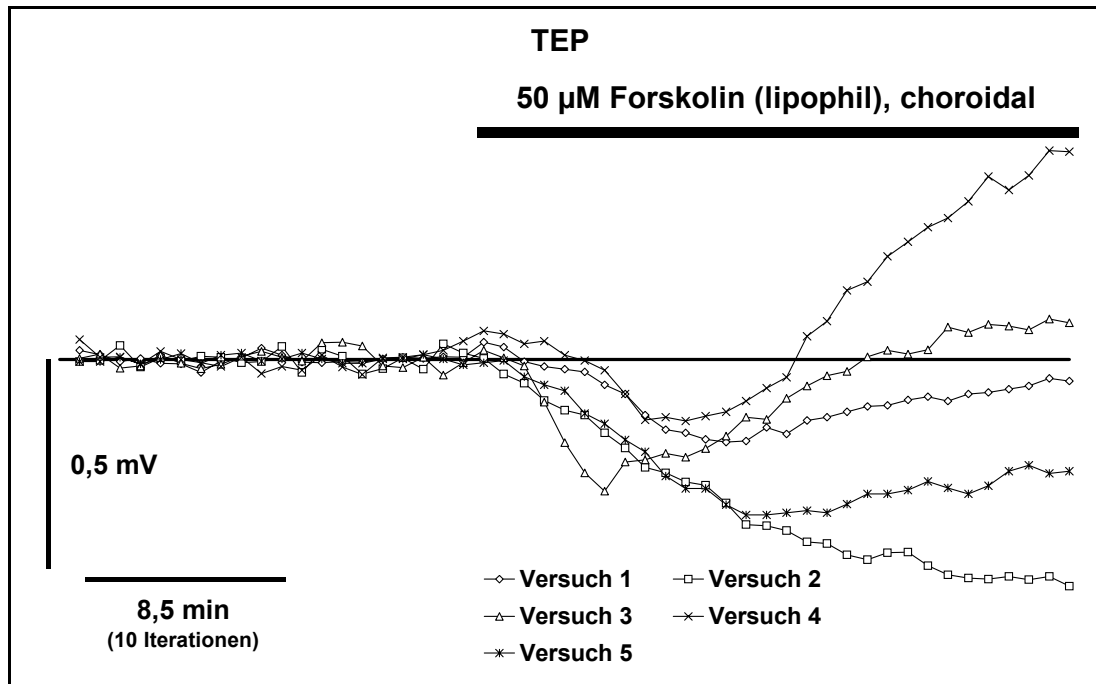 TEP
50 µM Forskolin (lipophil), choroidal
0,5 mV
8,5 min
(10 Iterationen)
Versuch 1
Versuch 2
Versuch 3
Versuch 4
Versuch 5